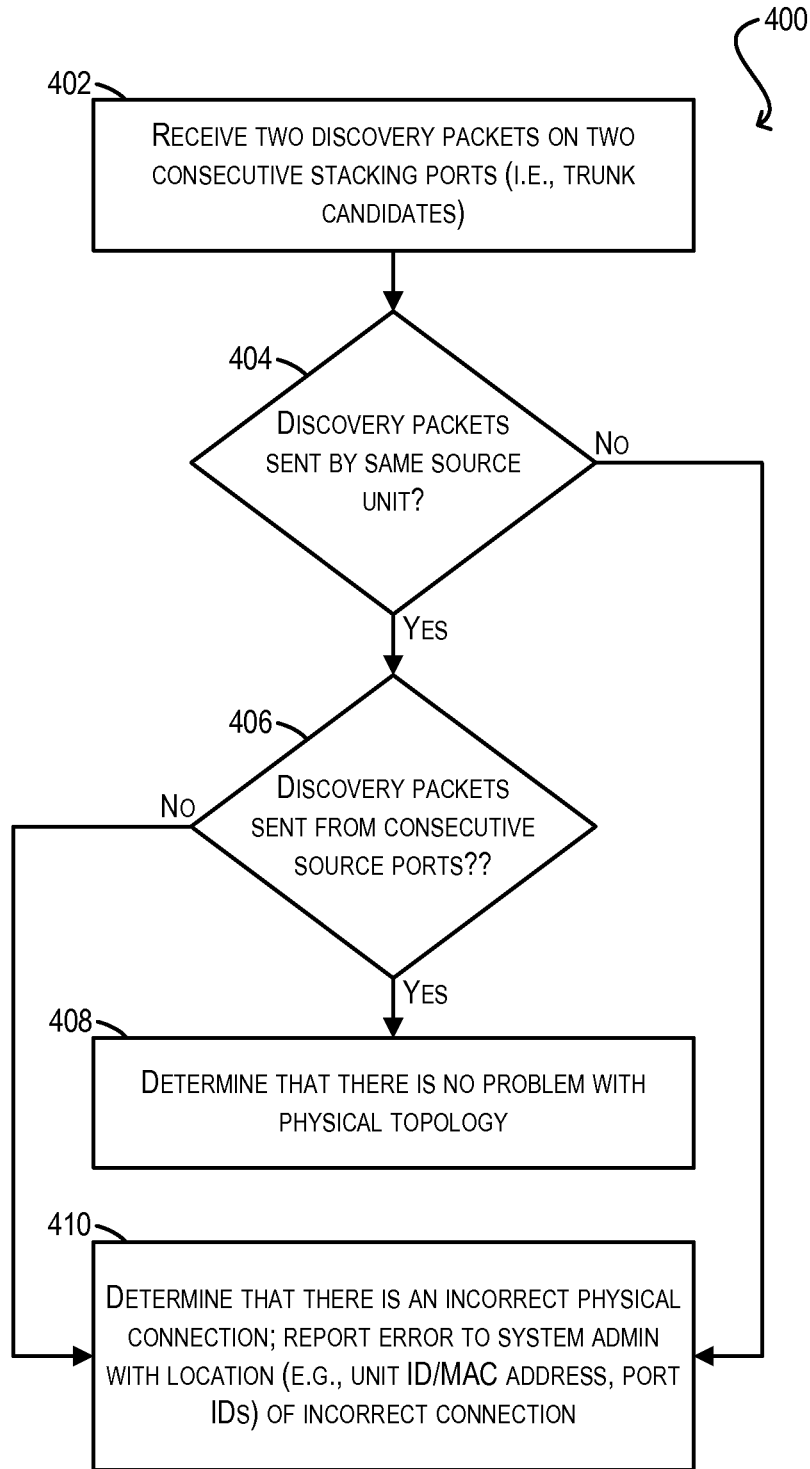 400
402
RECEIVE TWO DISCOVERY PACKETS ON TWO
CONSECUTIVE STACKING PORTS (I.E., TRUNK
CANDIDATES)
404
DISCOVERY PACKETS
SENT BY SAME SOURCE
UNIT?
NO
YES
406
DISCOVERY PACKETS
SENT FROM CONSECUTIVE
SOURCE PORTS??
NO
YES
408
DETERMINE THAT THERE IS NO PROBLEM WITH
PHYSICAL TOPOLOGY
410
DETERMINE THAT THERE IS AN INCORRECT PHYSICAL
CONNECTION; REPORT ERROR TO SYSTEM ADMIN
WITH LOCATION (E.G., UNIT ID/MAC ADDRESS, PORT
IDS) OF INCORRECT CONNECTION